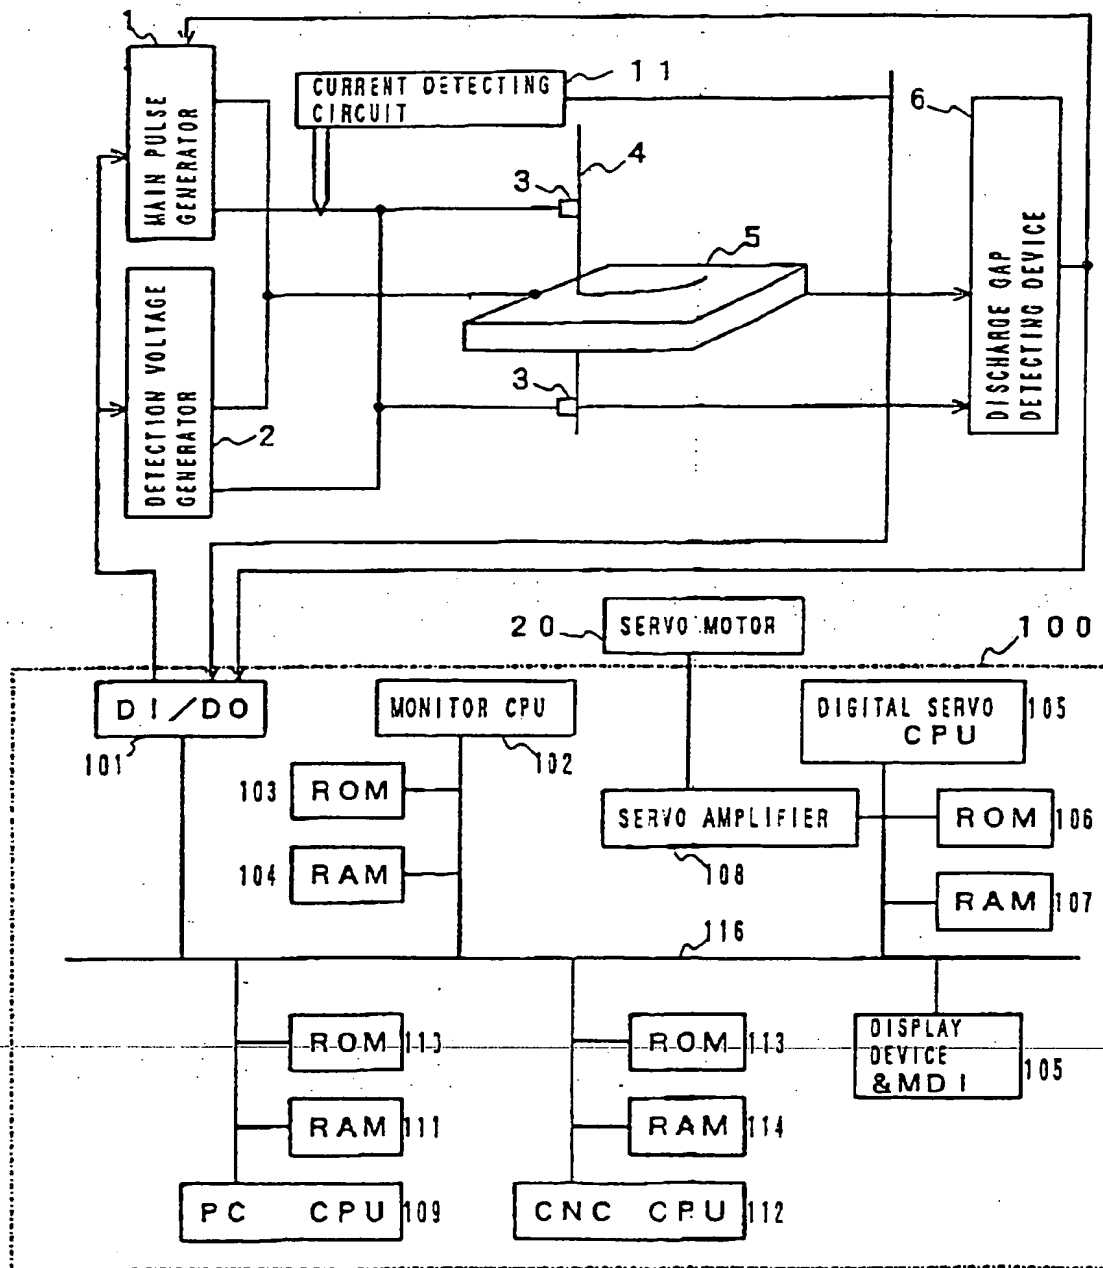 1
MAIN PULSE
GENERATOR
CURRENT DETECTING
CIRCUIT
11
6
4
3
5
DISCHARGE GAP
DETECTING DEVICE
DETECTION VOLTAGE
GENERATOR
2
3
20
SERVO MOTOR
100
DI/DO
101
MONITOR CPU
102
DIGITAL SERVO
CPU
105
103
ROM
SERVO AMPLIFIER
108
ROM
106
104
RAM
RAM
107
116
ROM
110
ROM
113
DISPLAY
DEVICE
&MDI
105
RAM
111
RAM
114
PC CPU
109
CNC CPU
112